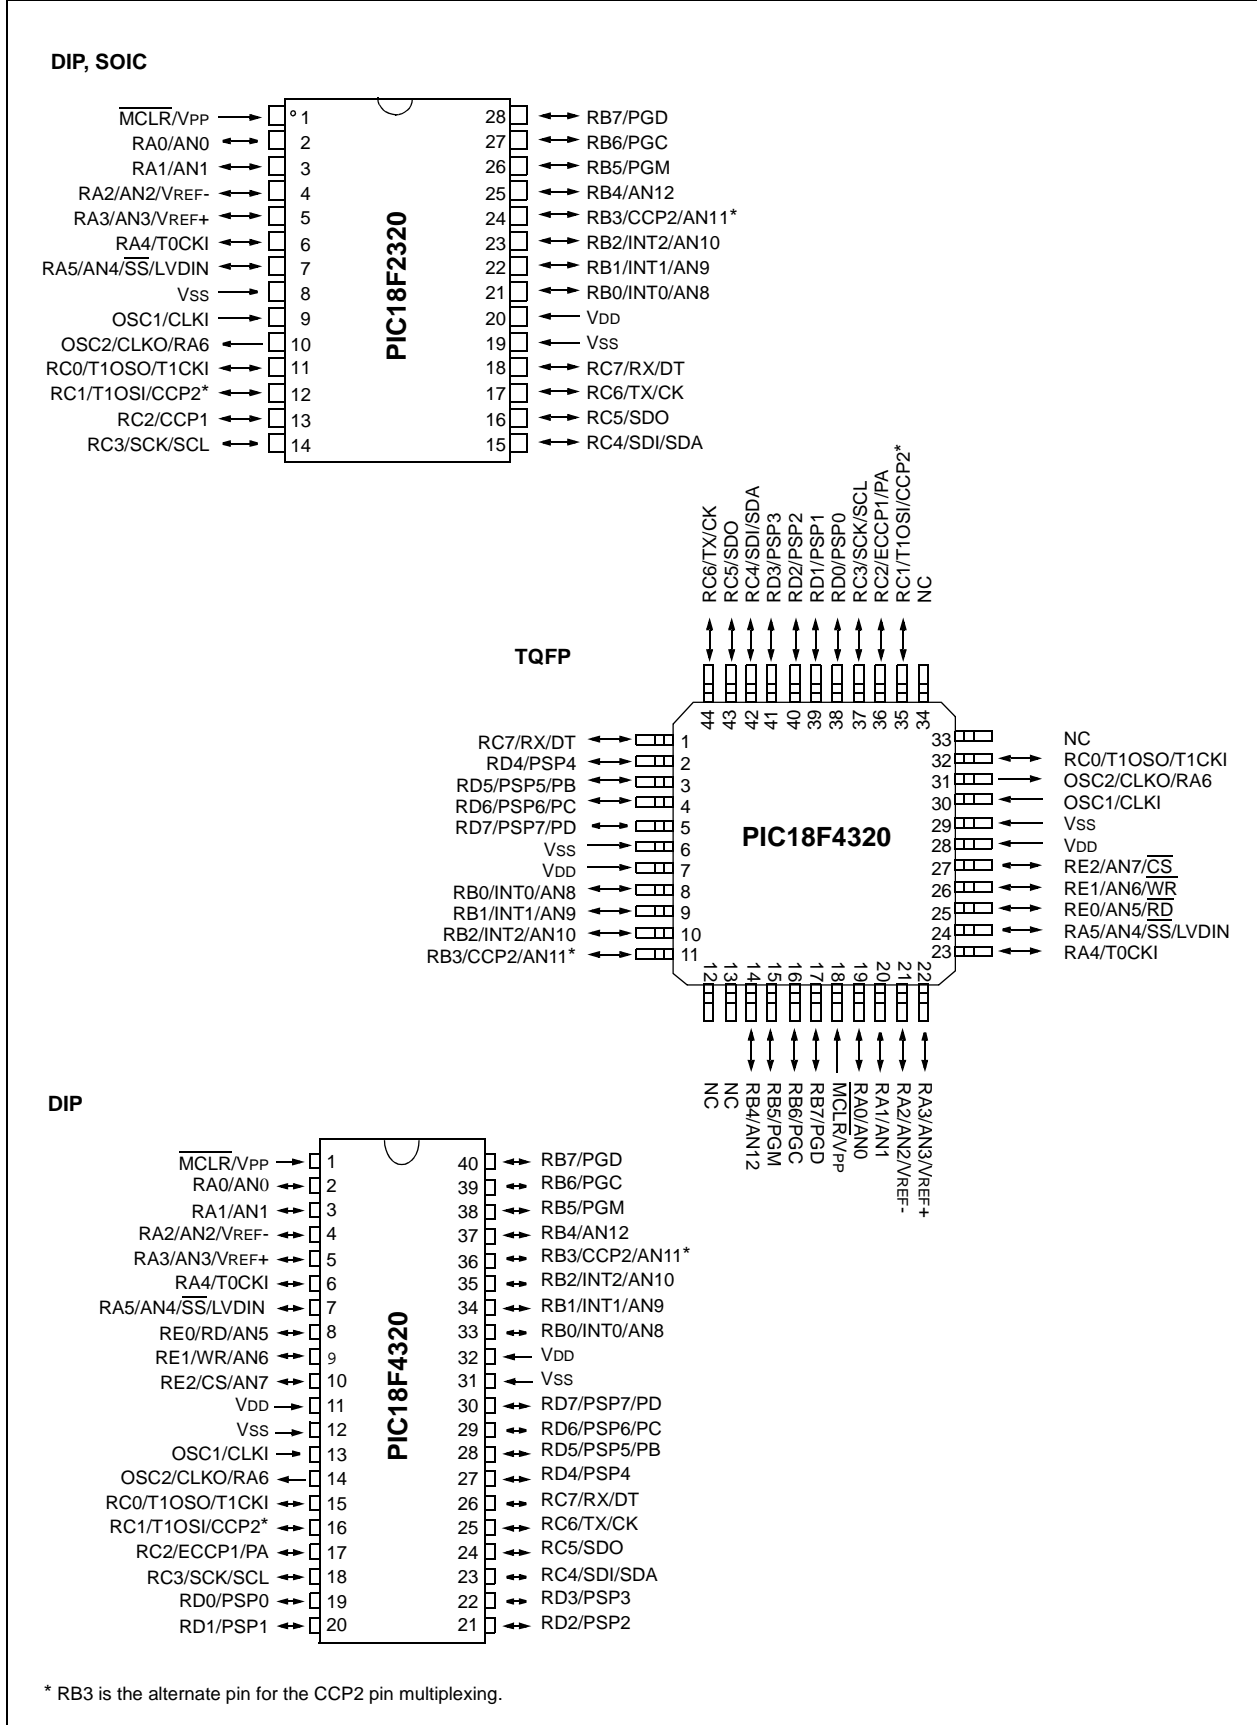 DIP, SOIC
MCLR/VPP 1
RA0/AN0 2
RA1/AN1 3
RA2/AN2/VREF- 4
RA3/AN3/VREF+ 5
RA4/T0CKI 6
RA5/AN4/SS/LVDIN 7
VSS 8
OSC1/CLKI 9
OSC2/CLKO/RA6 10
RC0/T1OSO/T1CKI 11
RC1/T1OSI/CCP2* 12
RC2/CCP1 13
RC3/SCK/SCL 14
PIC18F2320
28 RB7/PGD
27 RB6/PGC
26 RB5/PGM
25 RB4/AN12
24 RB3/CCP2/AN11*
23 RB2/INT2/AN10
22 RB1/INT1/AN9
21 RB0/INT0/AN8
20 VDD
19 VSS
18 RC7/RX/DT
17 RC6/TX/CK
16 RC5/SDO
15 RC4/SDI/SDA
TQFP
RC6/TX/CK 44
RC5/SDO 43
RC4/SDI/SDA 42
RD3/PSP3 41
RD2/PSP2 40
RD1/PSP1 39
RD0/PSP0 38
RC3/SCK/SCL 37
RC2/ECCP1/PA 36
RC1/T1OSI/CCP2* 35
NC 34
RC7/RX/DT 1
RD4/PSP4 2
RD5/PSP5/PB 3
RD6/PSP6/PC 4
RD7/PSP7/PD 5
VSS 6
VDD 7
RB0/INT0/AN8 8
RB1/INT1/AN9 9
RB2/INT2/AN10 10
RB3/CCP2/AN11* 11
PIC18F4320
33 NC
32 RC0/T1OSO/T1CKI
31 OSC2/CLKO/RA6
30 OSC1/CLKI
29 VSS
28 VDD
27 RE2/AN7/CS
26 RE1/AN6/WR
25 RE0/AN5/RD
24 RA5/AN4/SS/LVDIN
23 RA4/T0CKI
12 NC
13 NC
14 RB4/AN12
15 RB5/PGM
16 RB6/PGC
17 RB7/PGD
18 MCLR/VPP
19 RA0/AN0
20 RA1/AN1
21 RA2/AN2/VREF-
22 RA3/AN3/VREF+
DIP
MCLR/VPP 1
RA0/AN0 2
RA1/AN1 3
RA2/AN2/VREF- 4
RA3/AN3/VREF+ 5
RA4/T0CKI 6
RA5/AN4/SS/LVDIN 7
RE0/RD/AN5 8
RE1/WR/AN6 9
RE2/CS/AN7 10
VDD 11
VSS 12
OSC1/CLKI 13
OSC2/CLKO/RA6 14
RC0/T1OSO/T1CKI 15
RC1/T1OSI/CCP2* 16
RC2/ECCP1/PA 17
RC3/SCK/SCL 18
RD0/PSP0 19
RD1/PSP1 20
PIC18F4320
40 RB7/PGD
39 RB6/PGC
38 RB5/PGM
37 RB4/AN12
36 RB3/CCP2/AN11*
35 RB2/INT2/AN10
34 RB1/INT1/AN9
33 RB0/INT0/AN8
32 VDD
31 VSS
30 RD7/PSP7/PD
29 RD6/PSP6/PC
28 RD5/PSP5/PB
27 RD4/PSP4
26 RC7/RX/DT
25 RC6/TX/CK
24 RC5/SDO
23 RC4/SDI/SDA
22 RD3/PSP3
21 RD2/PSP2
* RB3 is the alternate pin for the CCP2 pin multiplexing.